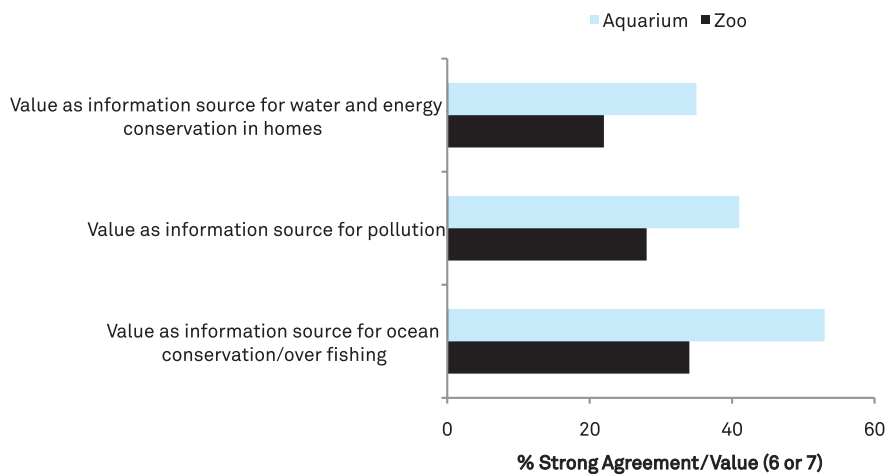 Aquarium Zoo
Value as information source for water and energy
conservation in homes
Value as information source for pollution
Value as information source for ocean
conservation/over fishing
0 20 40 60
% Strong Agreement/Value (6 or 7)